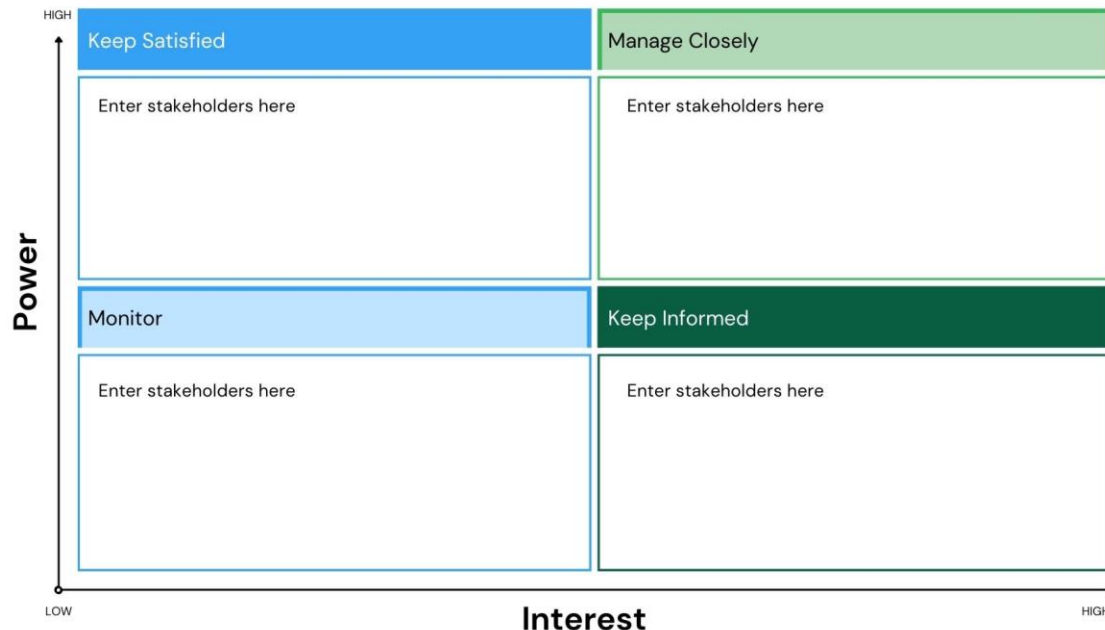 HIGH
Keep Satisfied
Manage Closely
Enter stakeholders here
Enter stakeholders here
Power
Monitor
Keep Informed
Enter stakeholders here
Enter stakeholders here
LOW
Interest
HIGH